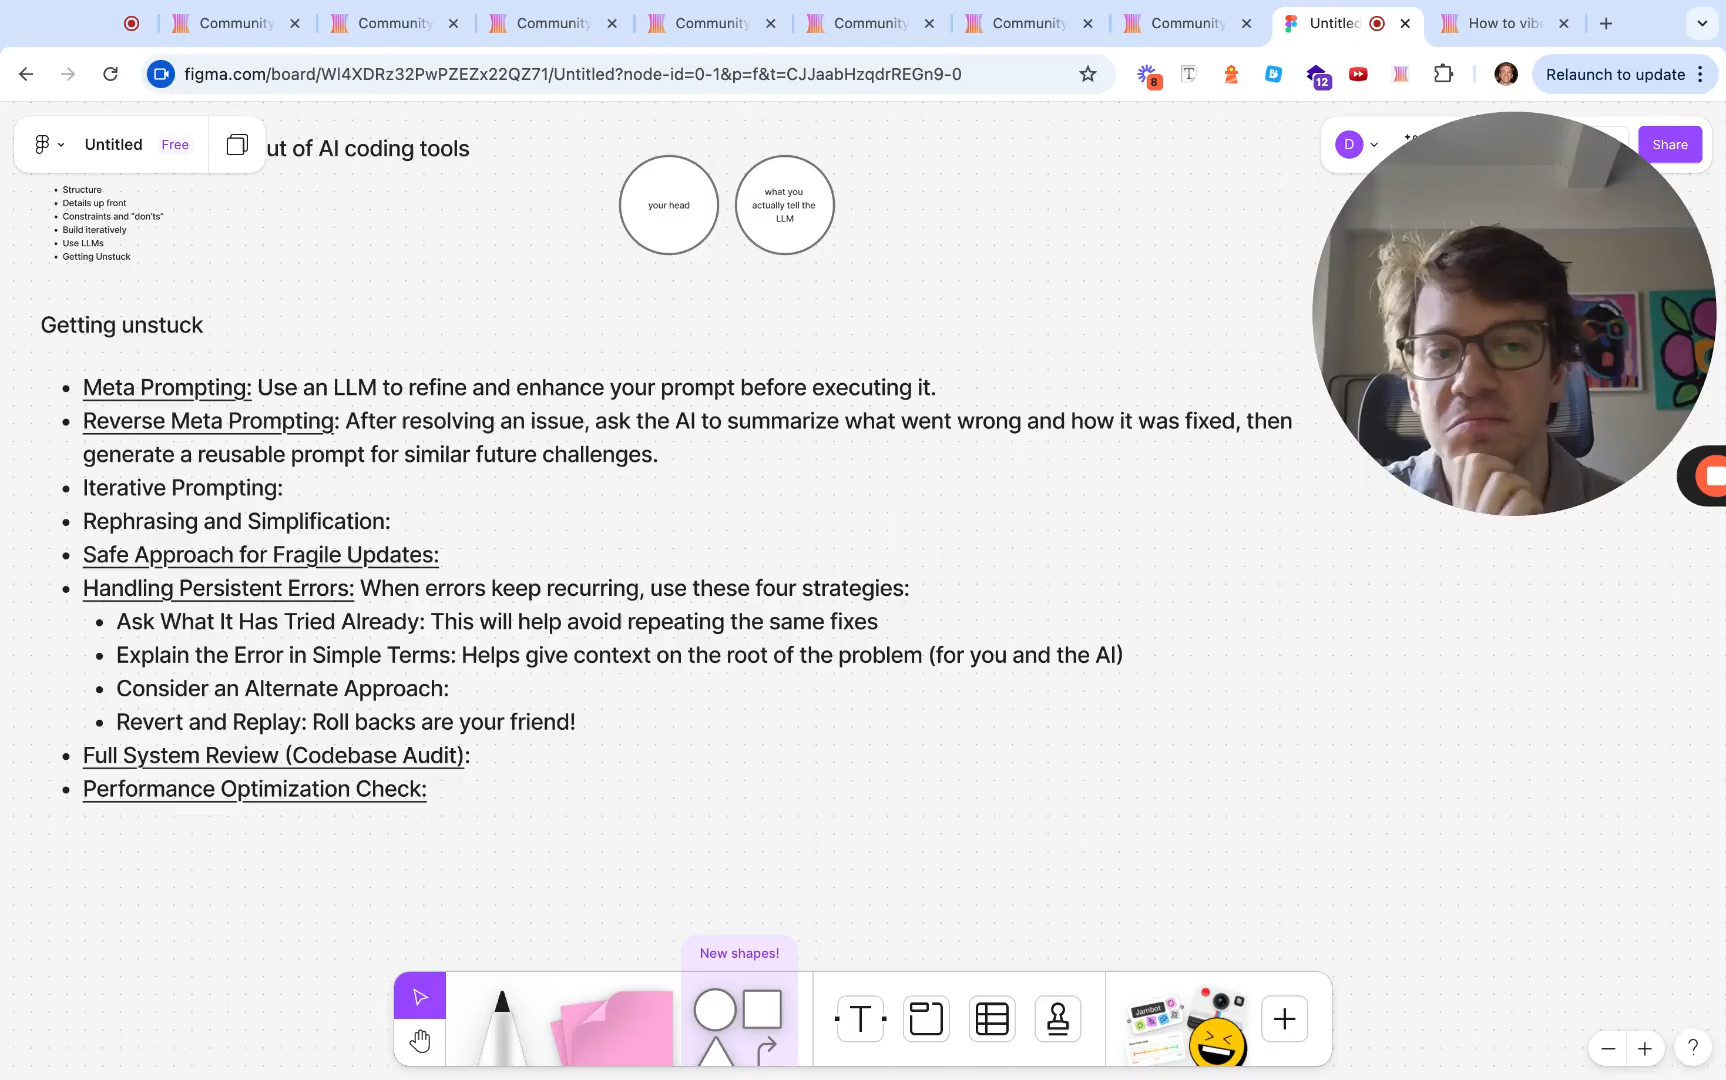 Community
Community
Community
Community
Community
Community
Community
Untitled
How to vibe
figma.com/board/Wl4XDRz32PwPZEZx22QZ71/Untitled?node-id=0-1&p=f&t=CJJaabHzqdrREGn9-0
8
T
12
Relaunch to update
Untitled
Free
ut of AI coding tools
D
Share
• Structure
• Details up front
• Constraints and “don'ts”
• Build iteratively
• Use LLMs
• Getting Unstuck
your head
what you
actually tell the
LLM
Getting unstuck
• Meta Prompting: Use an LLM to refine and enhance your prompt before executing it.
• Reverse Meta Prompting: After resolving an issue, ask the AI to summarize what went wrong and how it was fixed, then
generate a reusable prompt for similar future challenges.
• Iterative Prompting:
• Rephrasing and Simplification:
• Safe Approach for Fragile Updates:
• Handling Persistent Errors: When errors keep recurring, use these four strategies:
• Ask What It Has Tried Already: This will help avoid repeating the same fixes
• Explain the Error in Simple Terms: Helps give context on the root of the problem (for you and the AI)
• Consider an Alternate Approach:
• Revert and Replay: Roll backs are your friend!
• Full System Review (Codebase Audit):
• Performance Optimization Check:
New shapes!
T
Jambot
?